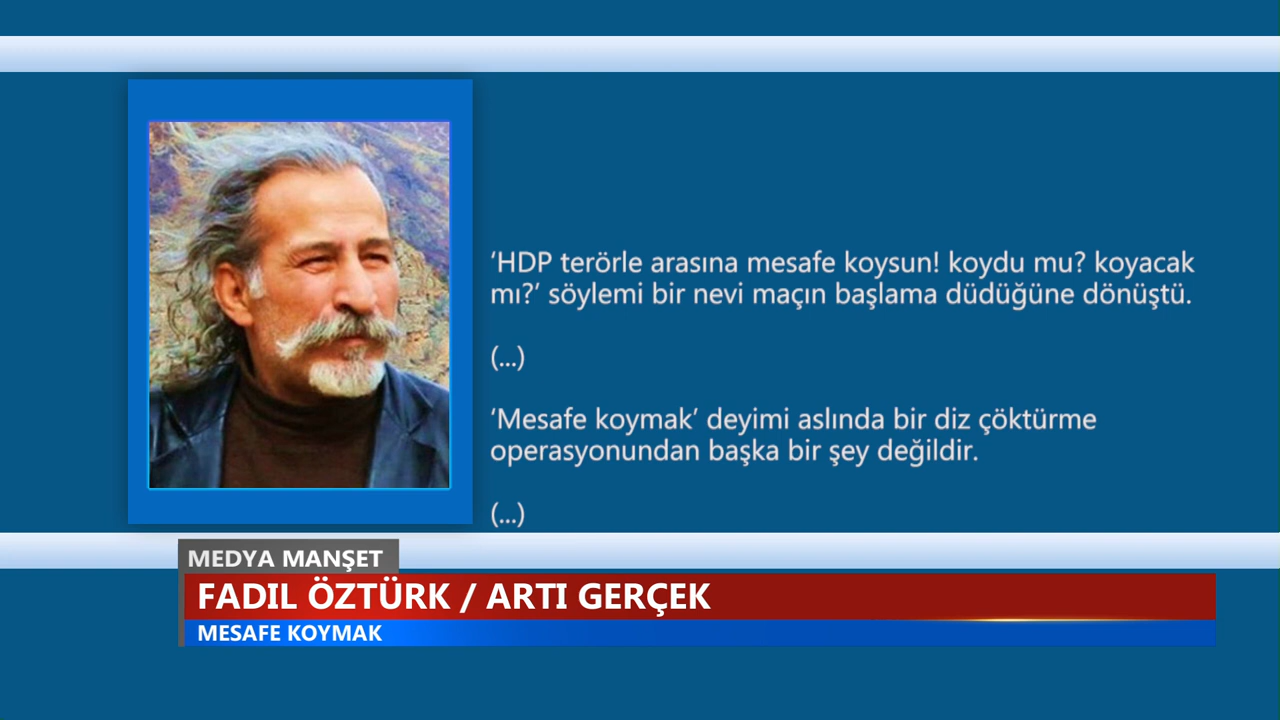 ‘HDP terörle arasına mesafe koysun! koydu mu? koyacak
mı?’ söylemi bir nevi maçın başlama düdüğüne dönüştü.
(...)
‘Mesafe koymak’ deyimi aslında bir diz çöktürme
operasyonundan başka bir şey değildir.
(...)
MEDYA MANŞET
FADIL ÖZTÜRK / ARTI GERÇEK
MESAFE KOYMAK